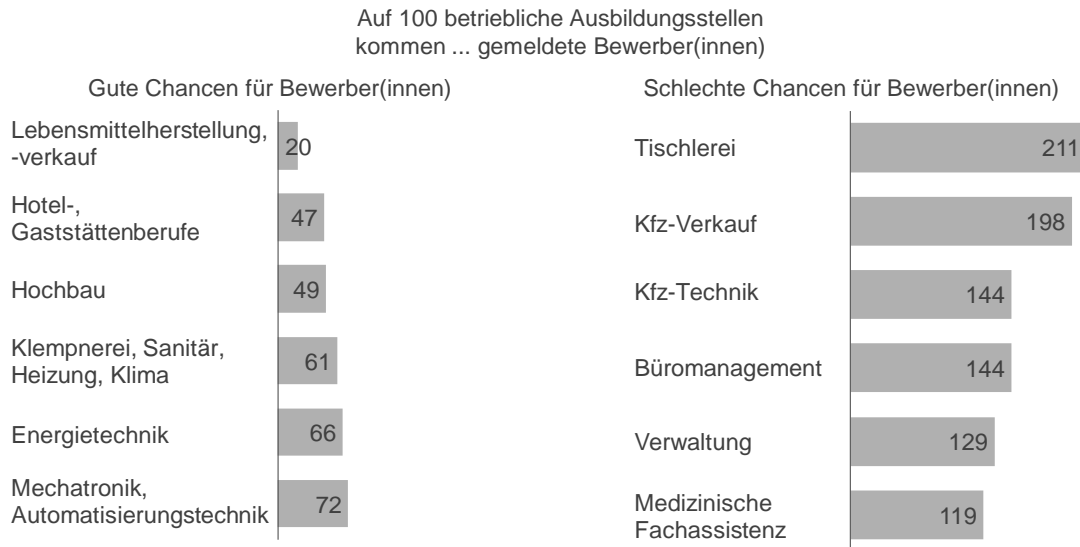 Auf 100 betriebliche Ausbildungsstellen
kommen ... gemeldete Bewerber(innen)
Gute Chancen für Bewerber(innen)
Lebensmittelherstellung,
-verkauf
20
Hotel-,
Gaststättenberufe
47
Hochbau
49
Klempnerei, Sanitär,
Heizung, Klima
61
Energietechnik
66
Mechatronik,
Automatisierungstechnik
72
Schlechte Chancen für Bewerber(innen)
Tischlerei
211
Kfz-Verkauf
198
Kfz-Technik
144
Büromanagement
144
Verwaltung
129
Medizinische
Fachassistenz
119